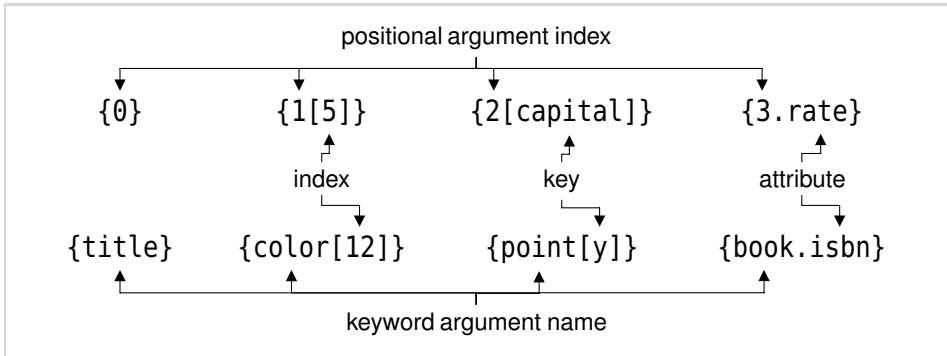 positional argument index
{0} {1[5]} {2[capital]} {3.rate}
index key attribute
{title} {color[12]} {point[y]} {book.isbn}
keyword argument name